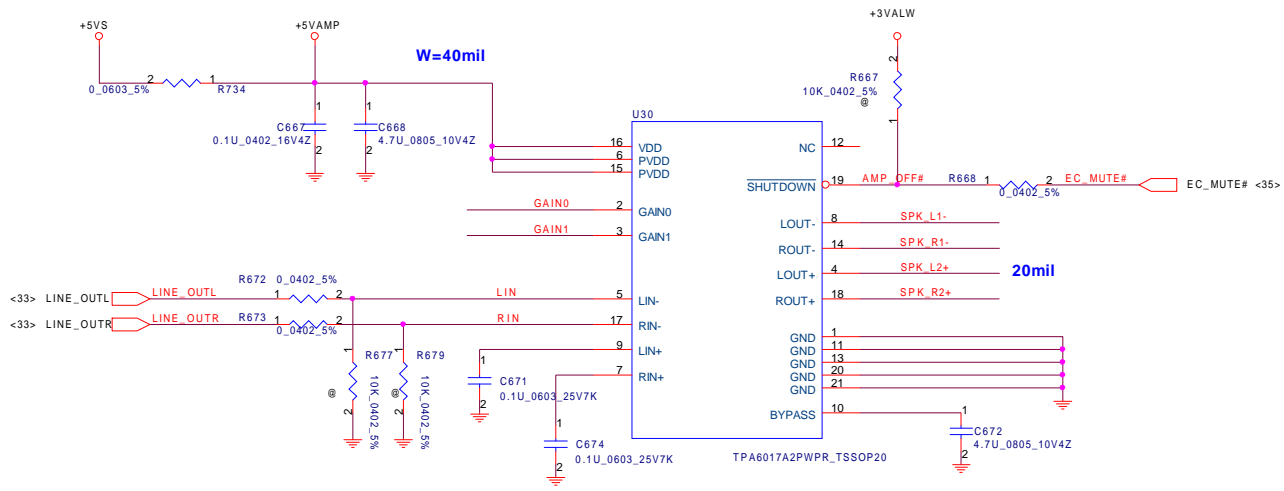 +5VS
+5VAMP
+3VALW
W=40mil
2
1
0_0603_5%
R734
1
C667
0.1U_0402_16V4Z
2
1
C668
4.7U_0805_10V4Z
2
2
R667
10K_0402_5%
@
1
U30
16
VDD
6
PVDD
15
PVDD
NC
12
SHUTDOWN
19
AMP_OFF#
R668
1
2
0_0402_5%
EC_MUTE#
EC_MUTE# <35>
GAIN0
2
GAIN0
GAIN1
3
GAIN1
LOUT-
8
SPK_L1-
ROUT-
14
SPK_R1-
LOUT+
4
SPK_L2+
20mil
ROUT+
18
SPK_R2+
R672
0_0402_5%
<33> LINE_OUTL
LINE_OUTL
1
2
LIN
5
LIN-
<33> LINE_OUTR
LINE_OUTR
R673
1
2
0_0402_5%
RIN
17
RIN-
9
LIN+
7
RIN+
1
R677
10K_0402_5%
@
2
1
R679
10K_0402_5%
@
2
1
C671
0.1U_0603_25V7K
2
1
C674
0.1U_0603_25V7K
2
GND
1
GND
11
GND
13
GND
20
GND
21
BYPASS
10
1
C672
4.7U_0805_10V4Z
2
TPA6017A2PWPR_TSSOP20